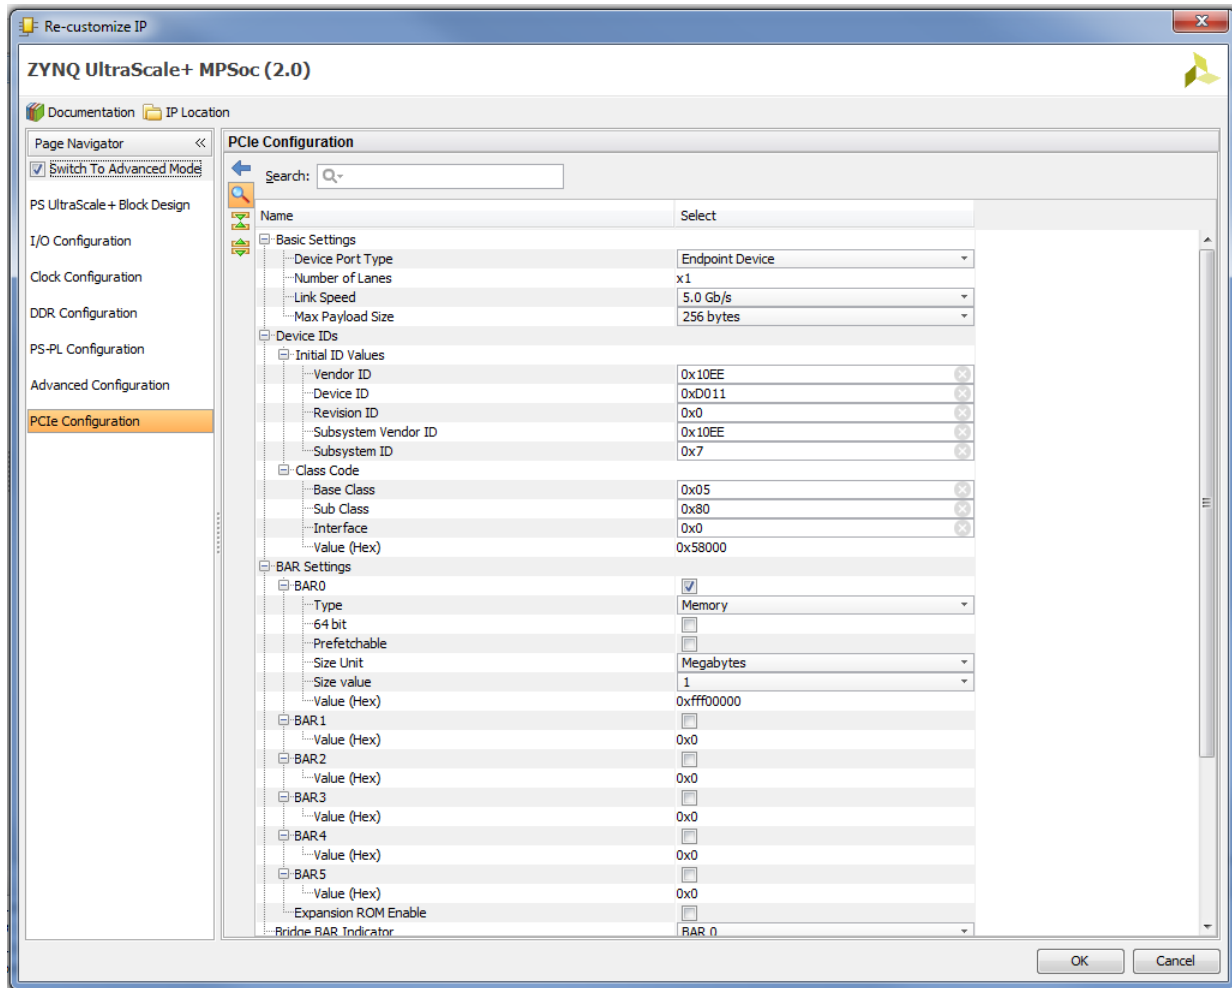 Re-customize IP
ZYNQ UltraScale+ MPSoc (2.0)
Documentation IP Location
Page Navigator «
Switch To Advanced Mode
PS UltraScale+ Block Design
I/O Configuration
Clock Configuration
DDR Configuration
PS-PL Configuration
Advanced Configuration
PCIe Configuration
PCIe Configuration
Search:
Name Select
Basic Settings
Device Port Type Endpoint Device
Number of Lanes x1
Link Speed 5.0 Gb/s
Max Payload Size 256 bytes
Device IDs
Initial ID Values
Vendor ID 0x10EE
Device ID 0xD011
Revision ID 0x0
Subsystem Vendor ID 0x10EE
Subsystem ID 0x7
Class Code
Base Class 0x05
Sub Class 0x80
Interface 0x0
Value (Hex) 0x58000
BAR Settings
BAR0
Type Memory
64 bit
Prefetchable
Size Unit Megabytes
Size value 1
Value (Hex) 0xfff00000
BAR1
Value (Hex) 0x0
BAR2
Value (Hex) 0x0
BAR3
Value (Hex) 0x0
BAR4
Value (Hex) 0x0
BAR5
Value (Hex) 0x0
Expansion ROM Enable
Bridge BAR Indicator BAR 0
OK Cancel